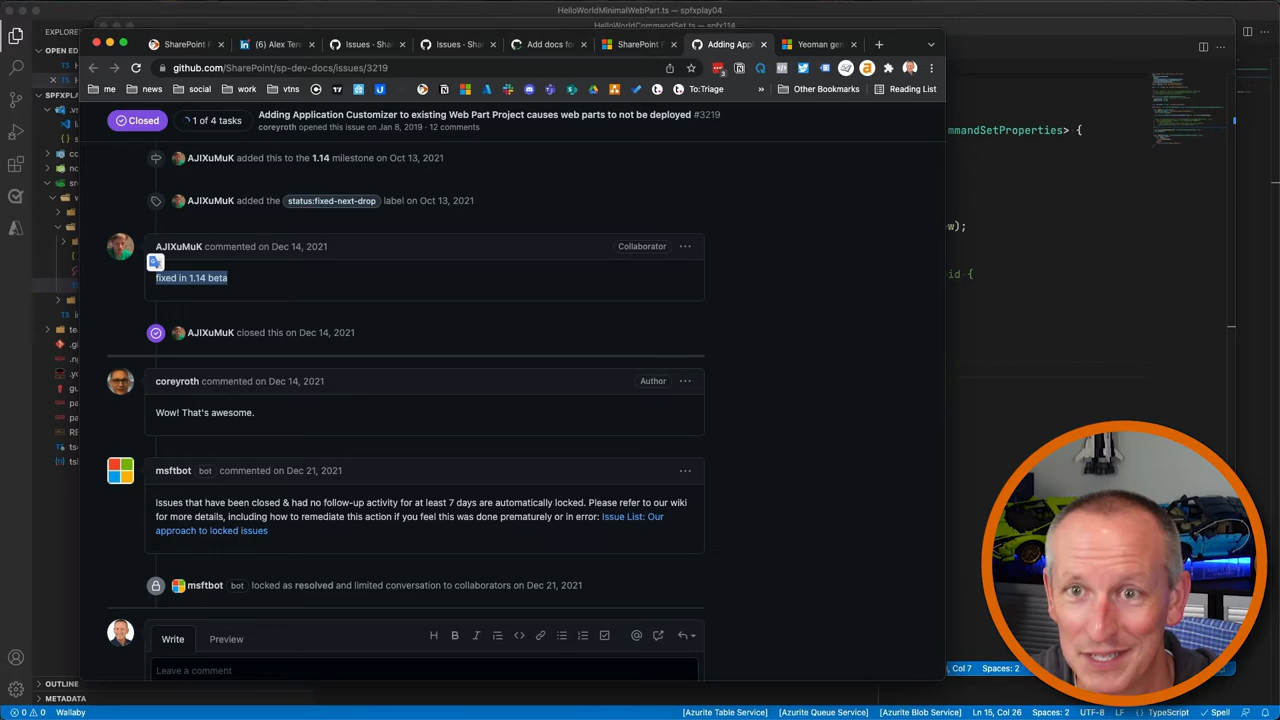 HelloWorldMinimalWebPart.ts — spfxplay04
HelloWorldCommandSet.ts — spfx114
EXPLORE
OPEN ED
SPFXPLAY
SharePoint
(6) Alex Terr
Issues · Sha
Issues · Sha
Add docs fo
SharePoint F
Adding Appl
Yeoman gen
github.com/SharePoint/sp-dev-docs/issues/3219
me
news
social
work
To:Triage
»
Other Bookmarks
Reading List
Closed
1 of 4 tasks
Adding Application Customizer to existing Web Part Project causes web parts to not be deployed #3219
coreyroth opened this issue on Jan 8, 2019 · 12 comm
mmandSetProperties> {
AJIXuMuK added this to the 1.14 milestone on Oct 13, 2021
AJIXuMuK added the status:fixed-next-drop label on Oct 13, 2021
w);
AJIXuMuK commented on Dec 14, 2021
Collaborator
id {
fixed in 1.14 beta
AJIXuMuK closed this on Dec 14, 2021
coreyroth commented on Dec 14, 2021
Author
Wow! That's awesome.
msftbot bot commented on Dec 21, 2021
Issues that have been closed & had no follow-up activity for at least 7 days are automatically locked. Please refer to our wiki
for more details, including how to remediate this action if you feel this was done prematurely or in error: Issue List: Our
approach to locked issues
msftbot bot locked as resolved and limited conversation to collaborators on Dec 21, 2021
Write
Preview
Leave a comment
, Col 7 Spaces: 2
OUTLINE
METADATA
0 0 Wallaby
[Azurite Table Service] [Azurite Queue Service] [Azurite Blob Service] Ln 15, Col 26 Spaces: 2 UTF-8 LF TypeScript Spell